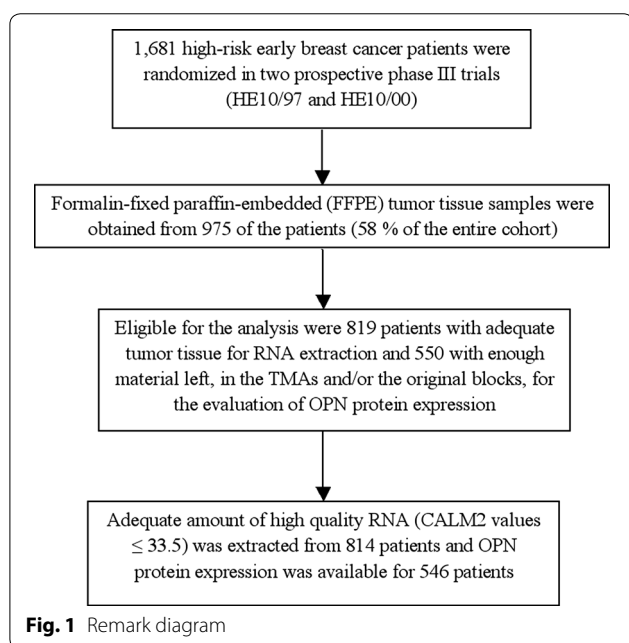 1,681 high-risk early breast cancer patients were
randomized in two prospective phase III trials
(HE10/97 and HE10/00)
Formalin-fixed paraffin-embedded (FFPE) tumor tissue samples were
obtained from 975 of the patients (58 % of the entire cohort)
Eligible for the analysis were 819 patients with adequate
tumor tissue for RNA extraction and 550 with enough
material left, in the TMAs and/or the original blocks, for
the evaluation of OPN protein expression
Adequate amount of high quality RNA (CALM2 values
≤ 33.5) was extracted from 814 patients and OPN
protein expression was available for 546 patients
Fig. 1 Remark diagram